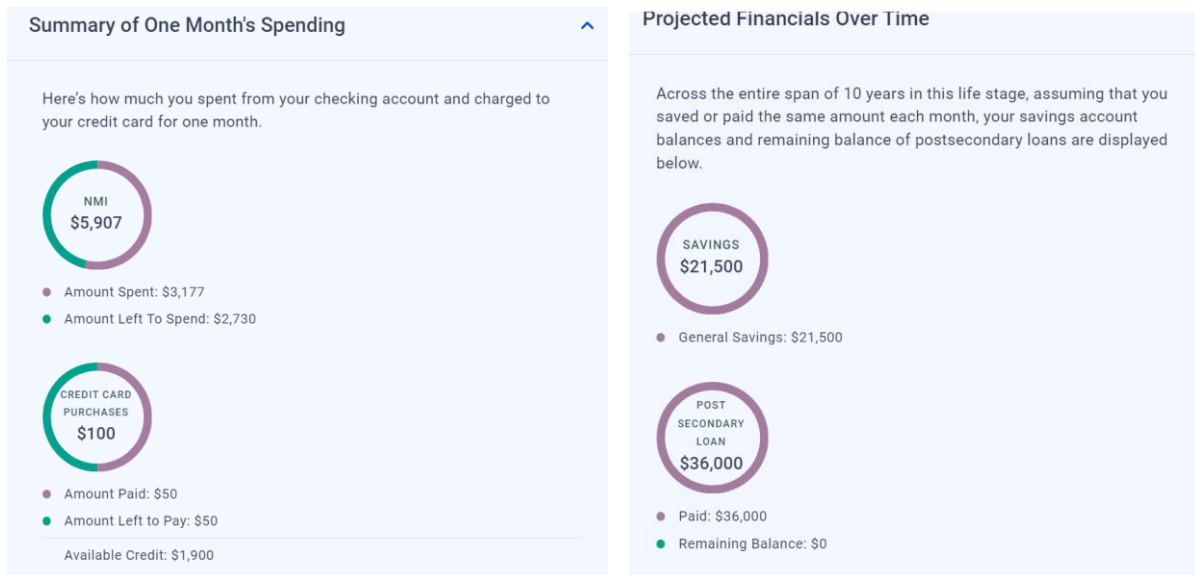 Summary of One Month's Spending
Here's how much you spent from your checking account and charged to
your credit card for one month.
NMI
$5,907
Amount Spent: $3,177
Amount Left To Spend: $2,730
CREDIT CARD
PURCHASES
$100
Amount Paid: $50
Amount Left to Pay: $50
Available Credit: $1,900
Projected Financials Over Time
Across the entire span of 10 years in this life stage, assuming that you
saved or paid the same amount each month, your savings account
balances and remaining balance of postsecondary loans are displayed
below.
SAVINGS
$21,500
General Savings: $21,500
POST
SECONDARY
LOAN
$36,000
Paid: $36,000
Remaining Balance: $0